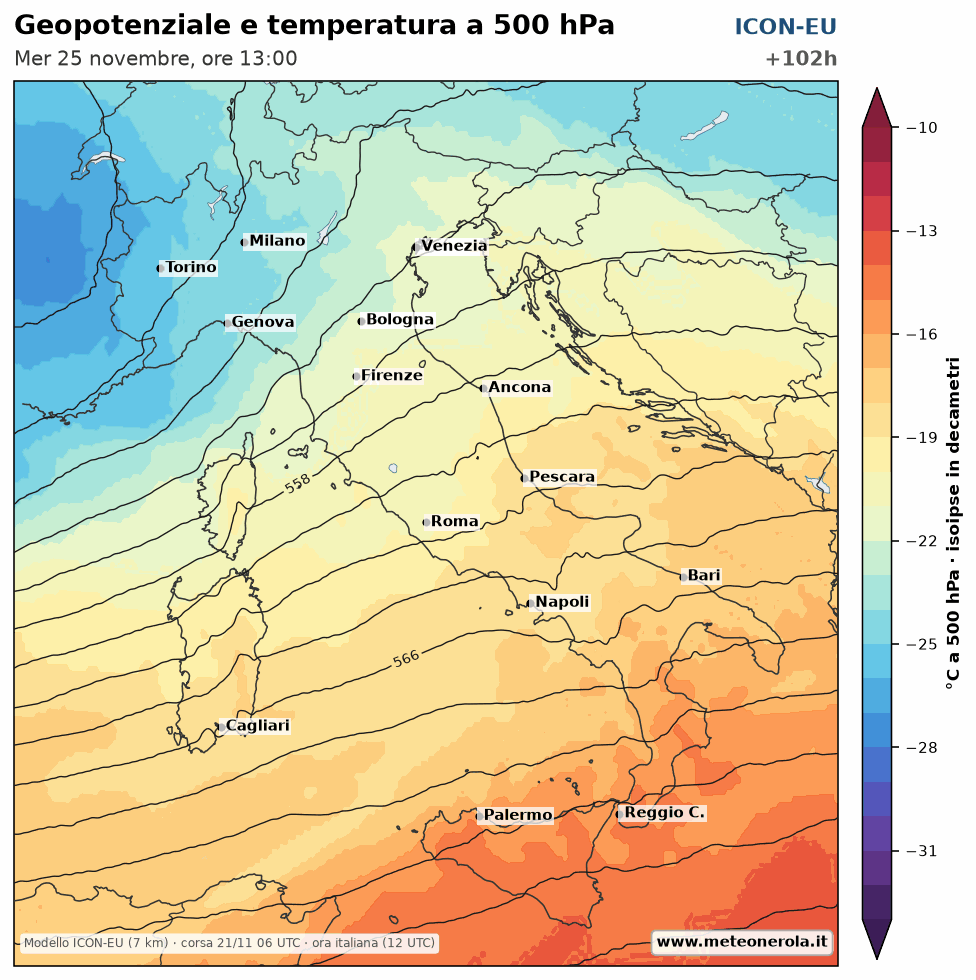 Geopotenziale e temperatura a 500 hPa
ICON-EU
Mer 25 novembre, ore 13:00
+102h
−10
Milano
Venezia
−13
Torino
Genova
Bologna
−16
Firenze
Ancona
−19
558
Pescara
Roma
−22
Bari
Napoli
−25
566
Cagliari
−28
Palermo
Reggio C.
−31
°C a 500 hPa · isoipse in decametri
Modello ICON-EU (7 km) · corsa 21/11 06 UTC · ora italiana (12 UTC)
www.meteonerola.it